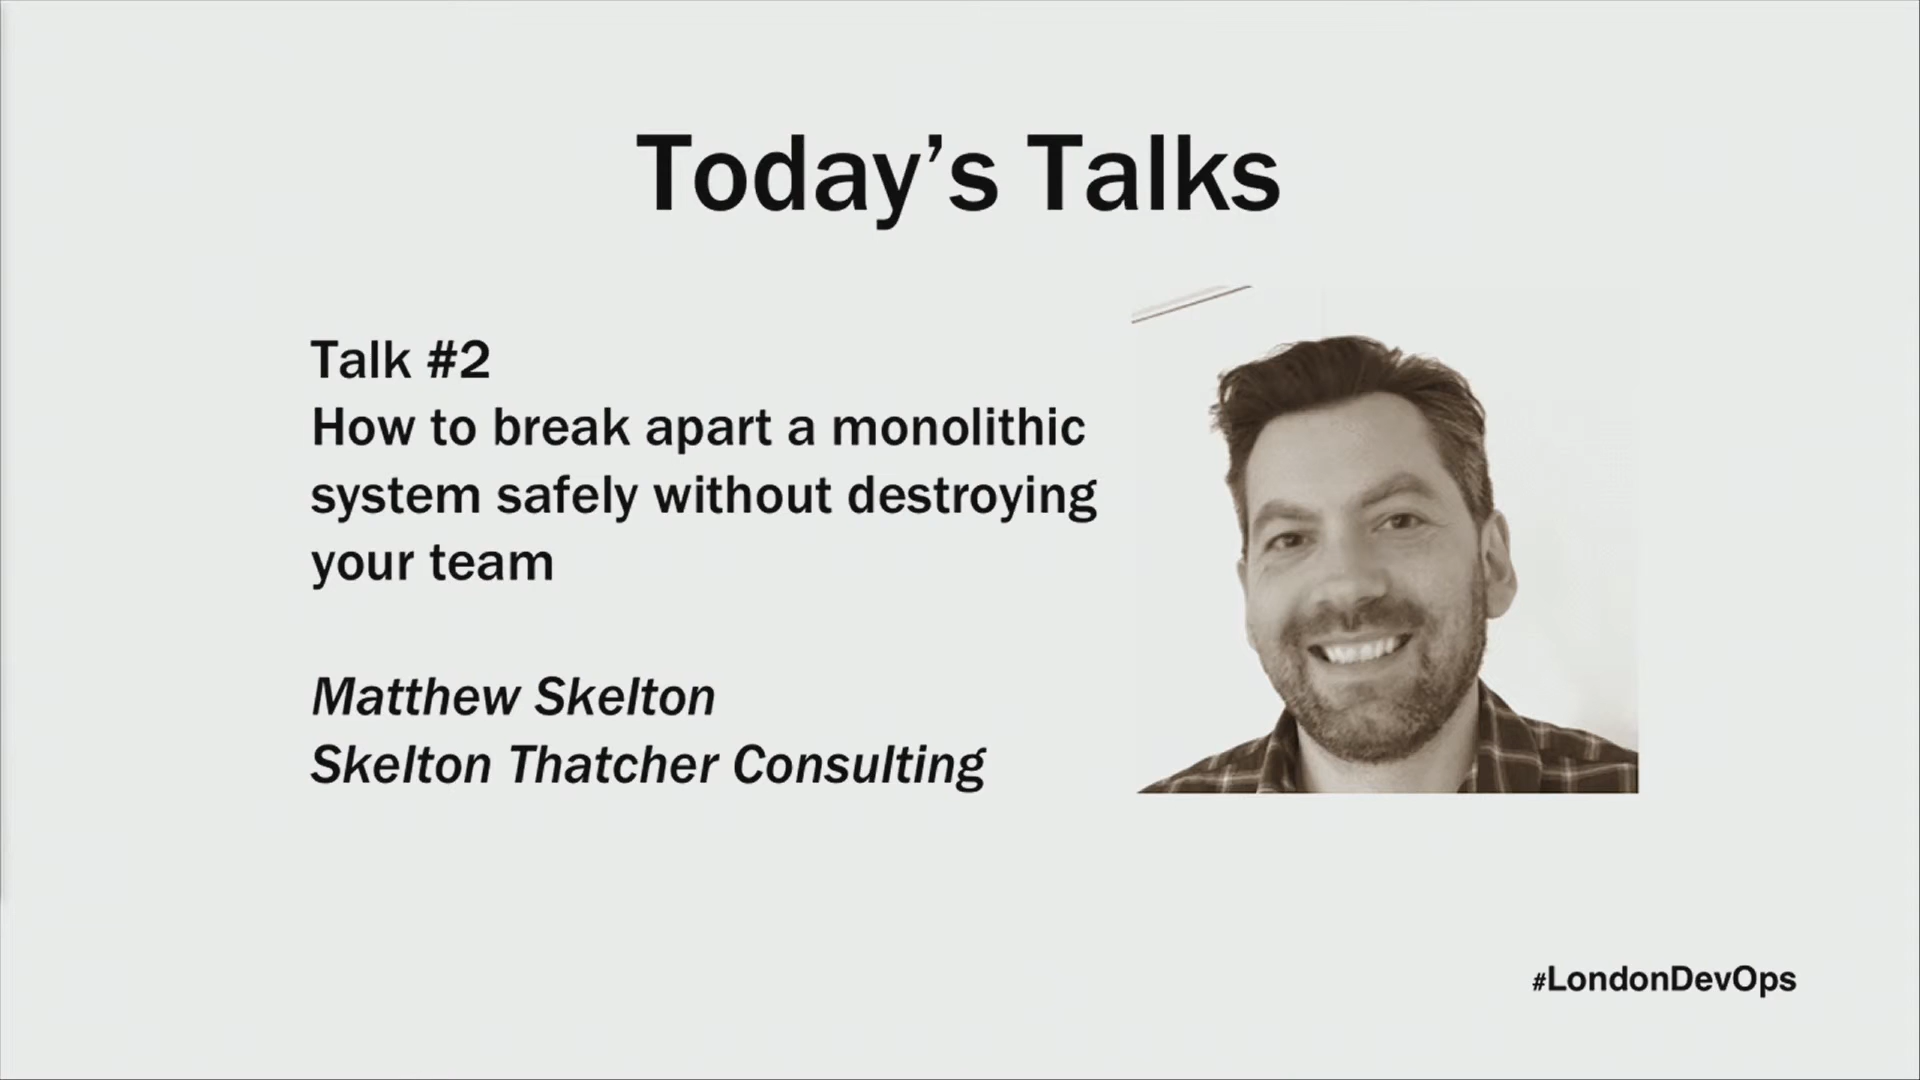 Today’s Talks
Talk #2
How to break apart a monolithic
system safely without destroying
your team
Matthew Skelton
Skelton Thatcher Consulting
#LondonDevOps